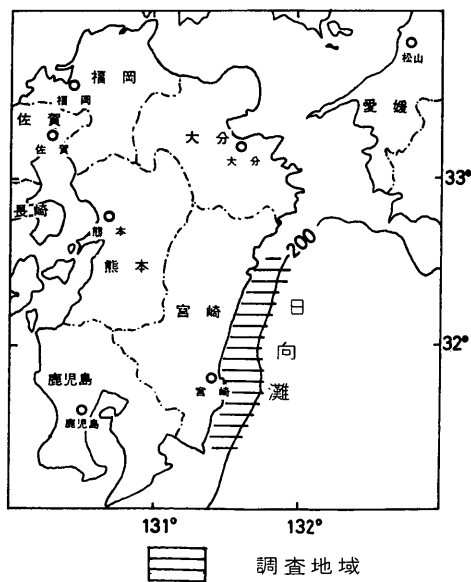 松山
福岡
福岡
愛媛
佐賀
大分
佐賀
大分
33°
長崎
熊本
200
熊本
宮崎
日向灘
32°
鹿児島
宮崎
鹿児島
131°
132°
調査地域